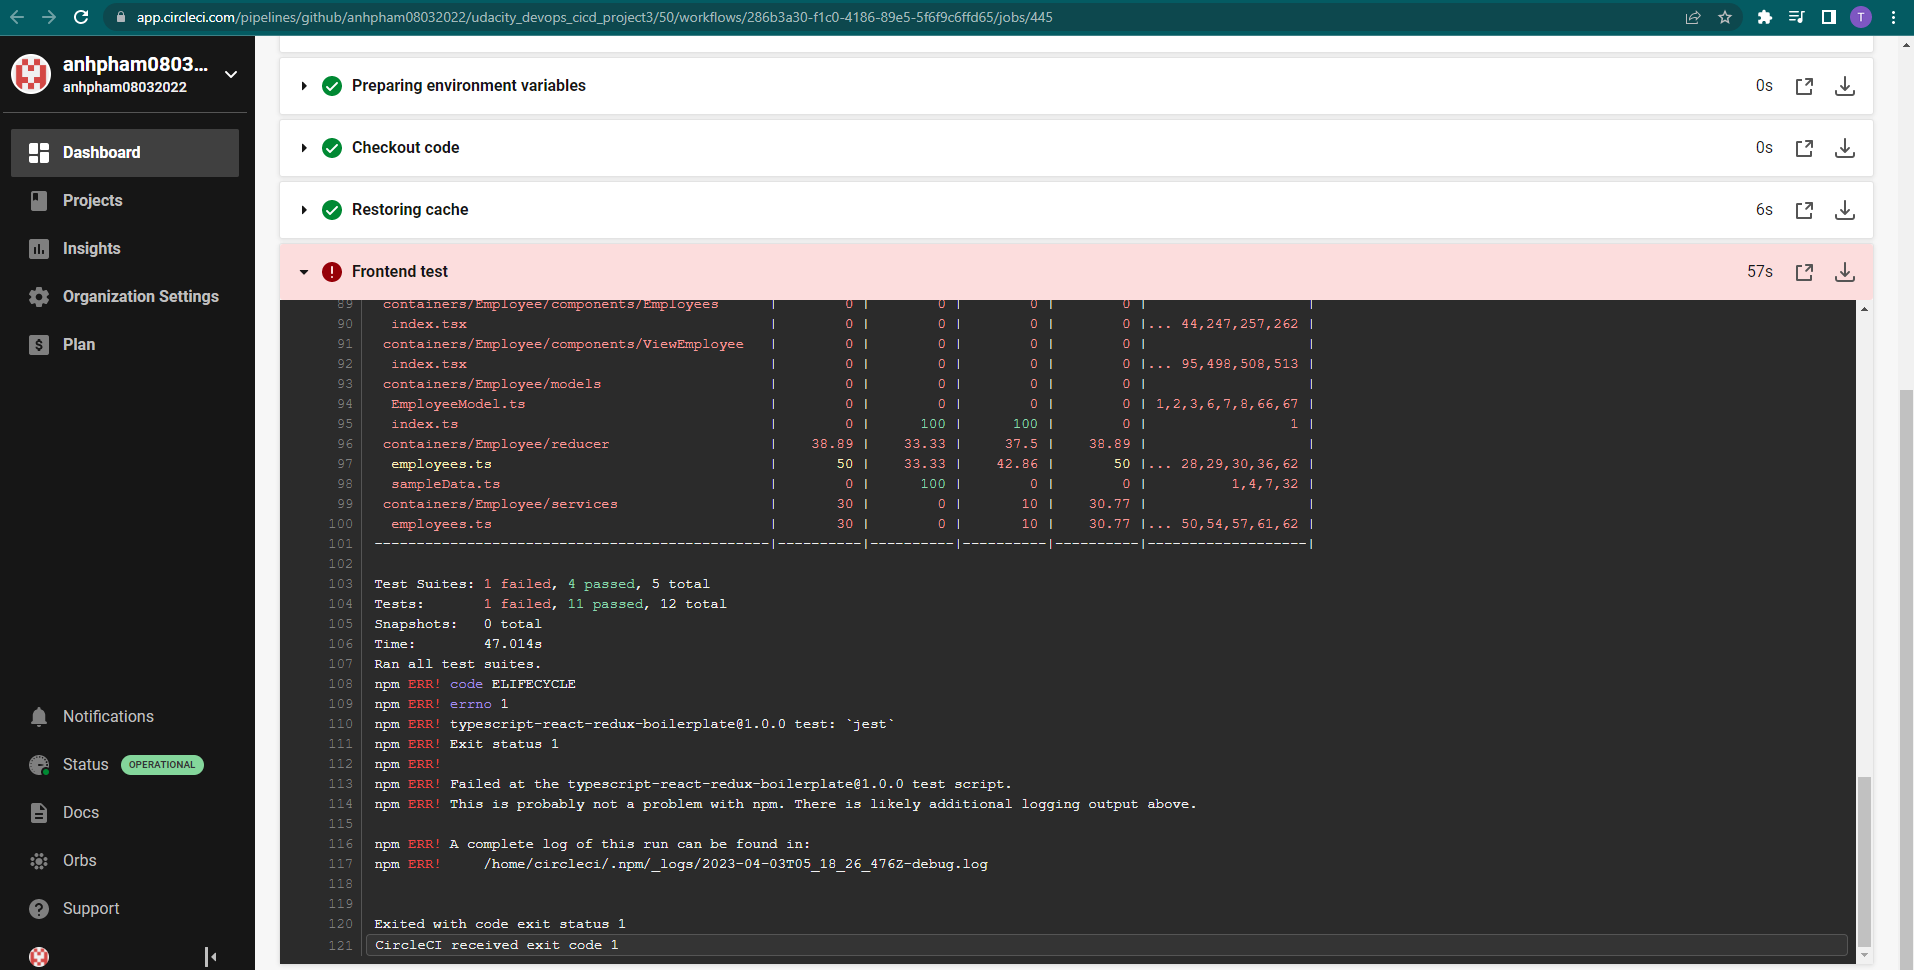 app.circleci.com/pipelines/github/anhpham08032022/udacity_devops_cicd_project3/50/workflows/286b3a30-f1c0-4186-89e5-5f6f9c6ffd65/jobs/445
T
anhpham0803...
anhpham08032022
Dashboard
Projects
Insights
Organization Settings
Plan
Notifications
Status OPERATIONAL
Docs
Orbs
Support
Preparing environment variables 0s
Checkout code 0s
Restoring cache 6s
Frontend test 57s
89 containers/Employee/components/Employees | 0 | 0 | 0 | 0 | |
90 index.tsx | 0 | 0 | 0 | 0 |... 44,247,257,262 |
91 containers/Employee/components/ViewEmployee | 0 | 0 | 0 | 0 | |
92 index.tsx | 0 | 0 | 0 | 0 |... 95,498,508,513 |
93 containers/Employee/models | 0 | 0 | 0 | 0 | |
94 EmployeeModel.ts | 0 | 0 | 0 | 0 | 1,2,3,6,7,8,66,67 |
95 index.ts | 0 | 100 | 100 | 0 | 1 |
96 containers/Employee/reducer | 38.89 | 33.33 | 37.5 | 38.89 | |
97 employees.ts | 50 | 33.33 | 42.86 | 50 |... 28,29,30,36,62 |
98 sampleData.ts | 0 | 100 | 0 | 0 | 1,4,7,32 |
99 containers/Employee/services | 30 | 0 | 10 | 30.77 | |
100 employees.ts | 30 | 0 | 10 | 30.77 |... 50,54,57,61,62 |
101 -----------------------------------------------|----------|----------|----------|----------|-------------------|
102
103 Test Suites: 1 failed, 4 passed, 5 total
104 Tests: 1 failed, 11 passed, 12 total
105 Snapshots: 0 total
106 Time: 47.014s
107 Ran all test suites.
108 npm ERR! code ELIFECYCLE
109 npm ERR! errno 1
110 npm ERR! typescript-react-redux-boilerplate@1.0.0 test: `jest`
111 npm ERR! Exit status 1
112 npm ERR!
113 npm ERR! Failed at the typescript-react-redux-boilerplate@1.0.0 test script.
114 npm ERR! This is probably not a problem with npm. There is likely additional logging output above.
115
116 npm ERR! A complete log of this run can be found in:
117 npm ERR! /home/circleci/.npm/_logs/2023-04-03T05_18_26_476Z-debug.log
118
119
120 Exited with code exit status 1
121 CircleCI received exit code 1